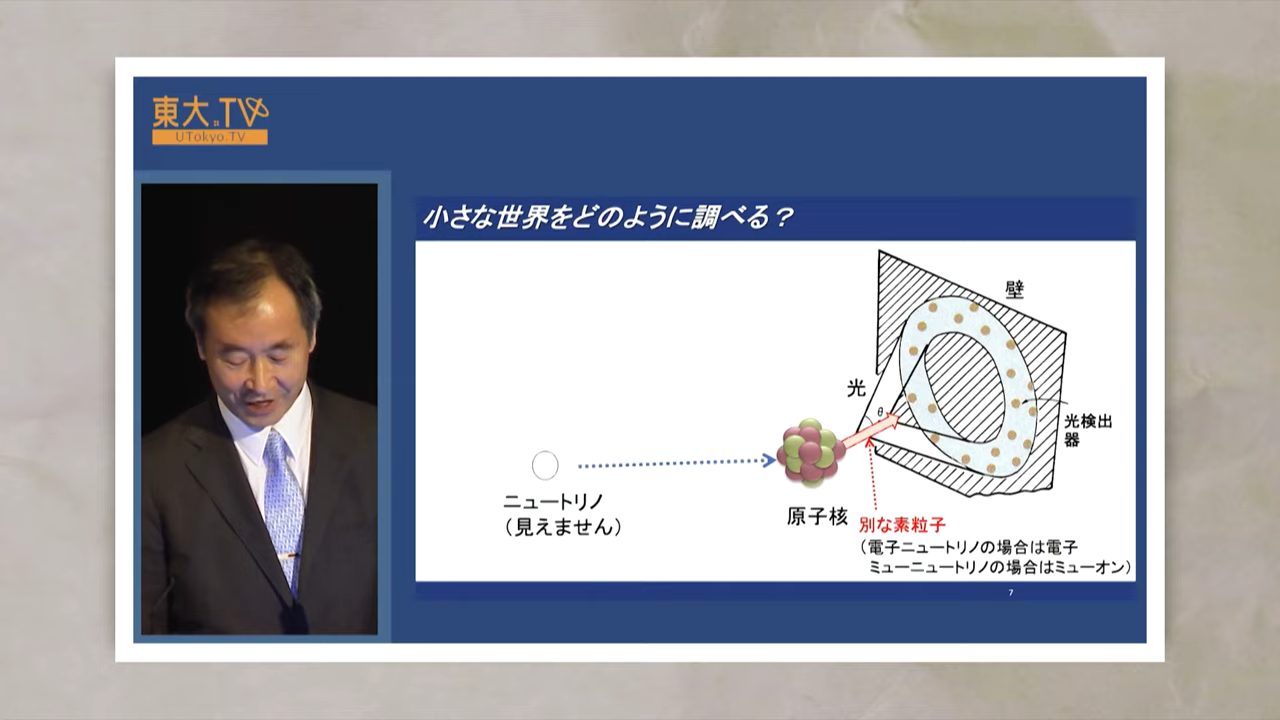 東大.TV
UTokyo.TV
小さな世界をどのように調べる？
壁
光
θ
光検出
器
ニュートリノ
（見えません）
原子核
別な素粒子
（電子ニュートリノの場合は電子
ミューニュートリノの場合はミューオン）
7